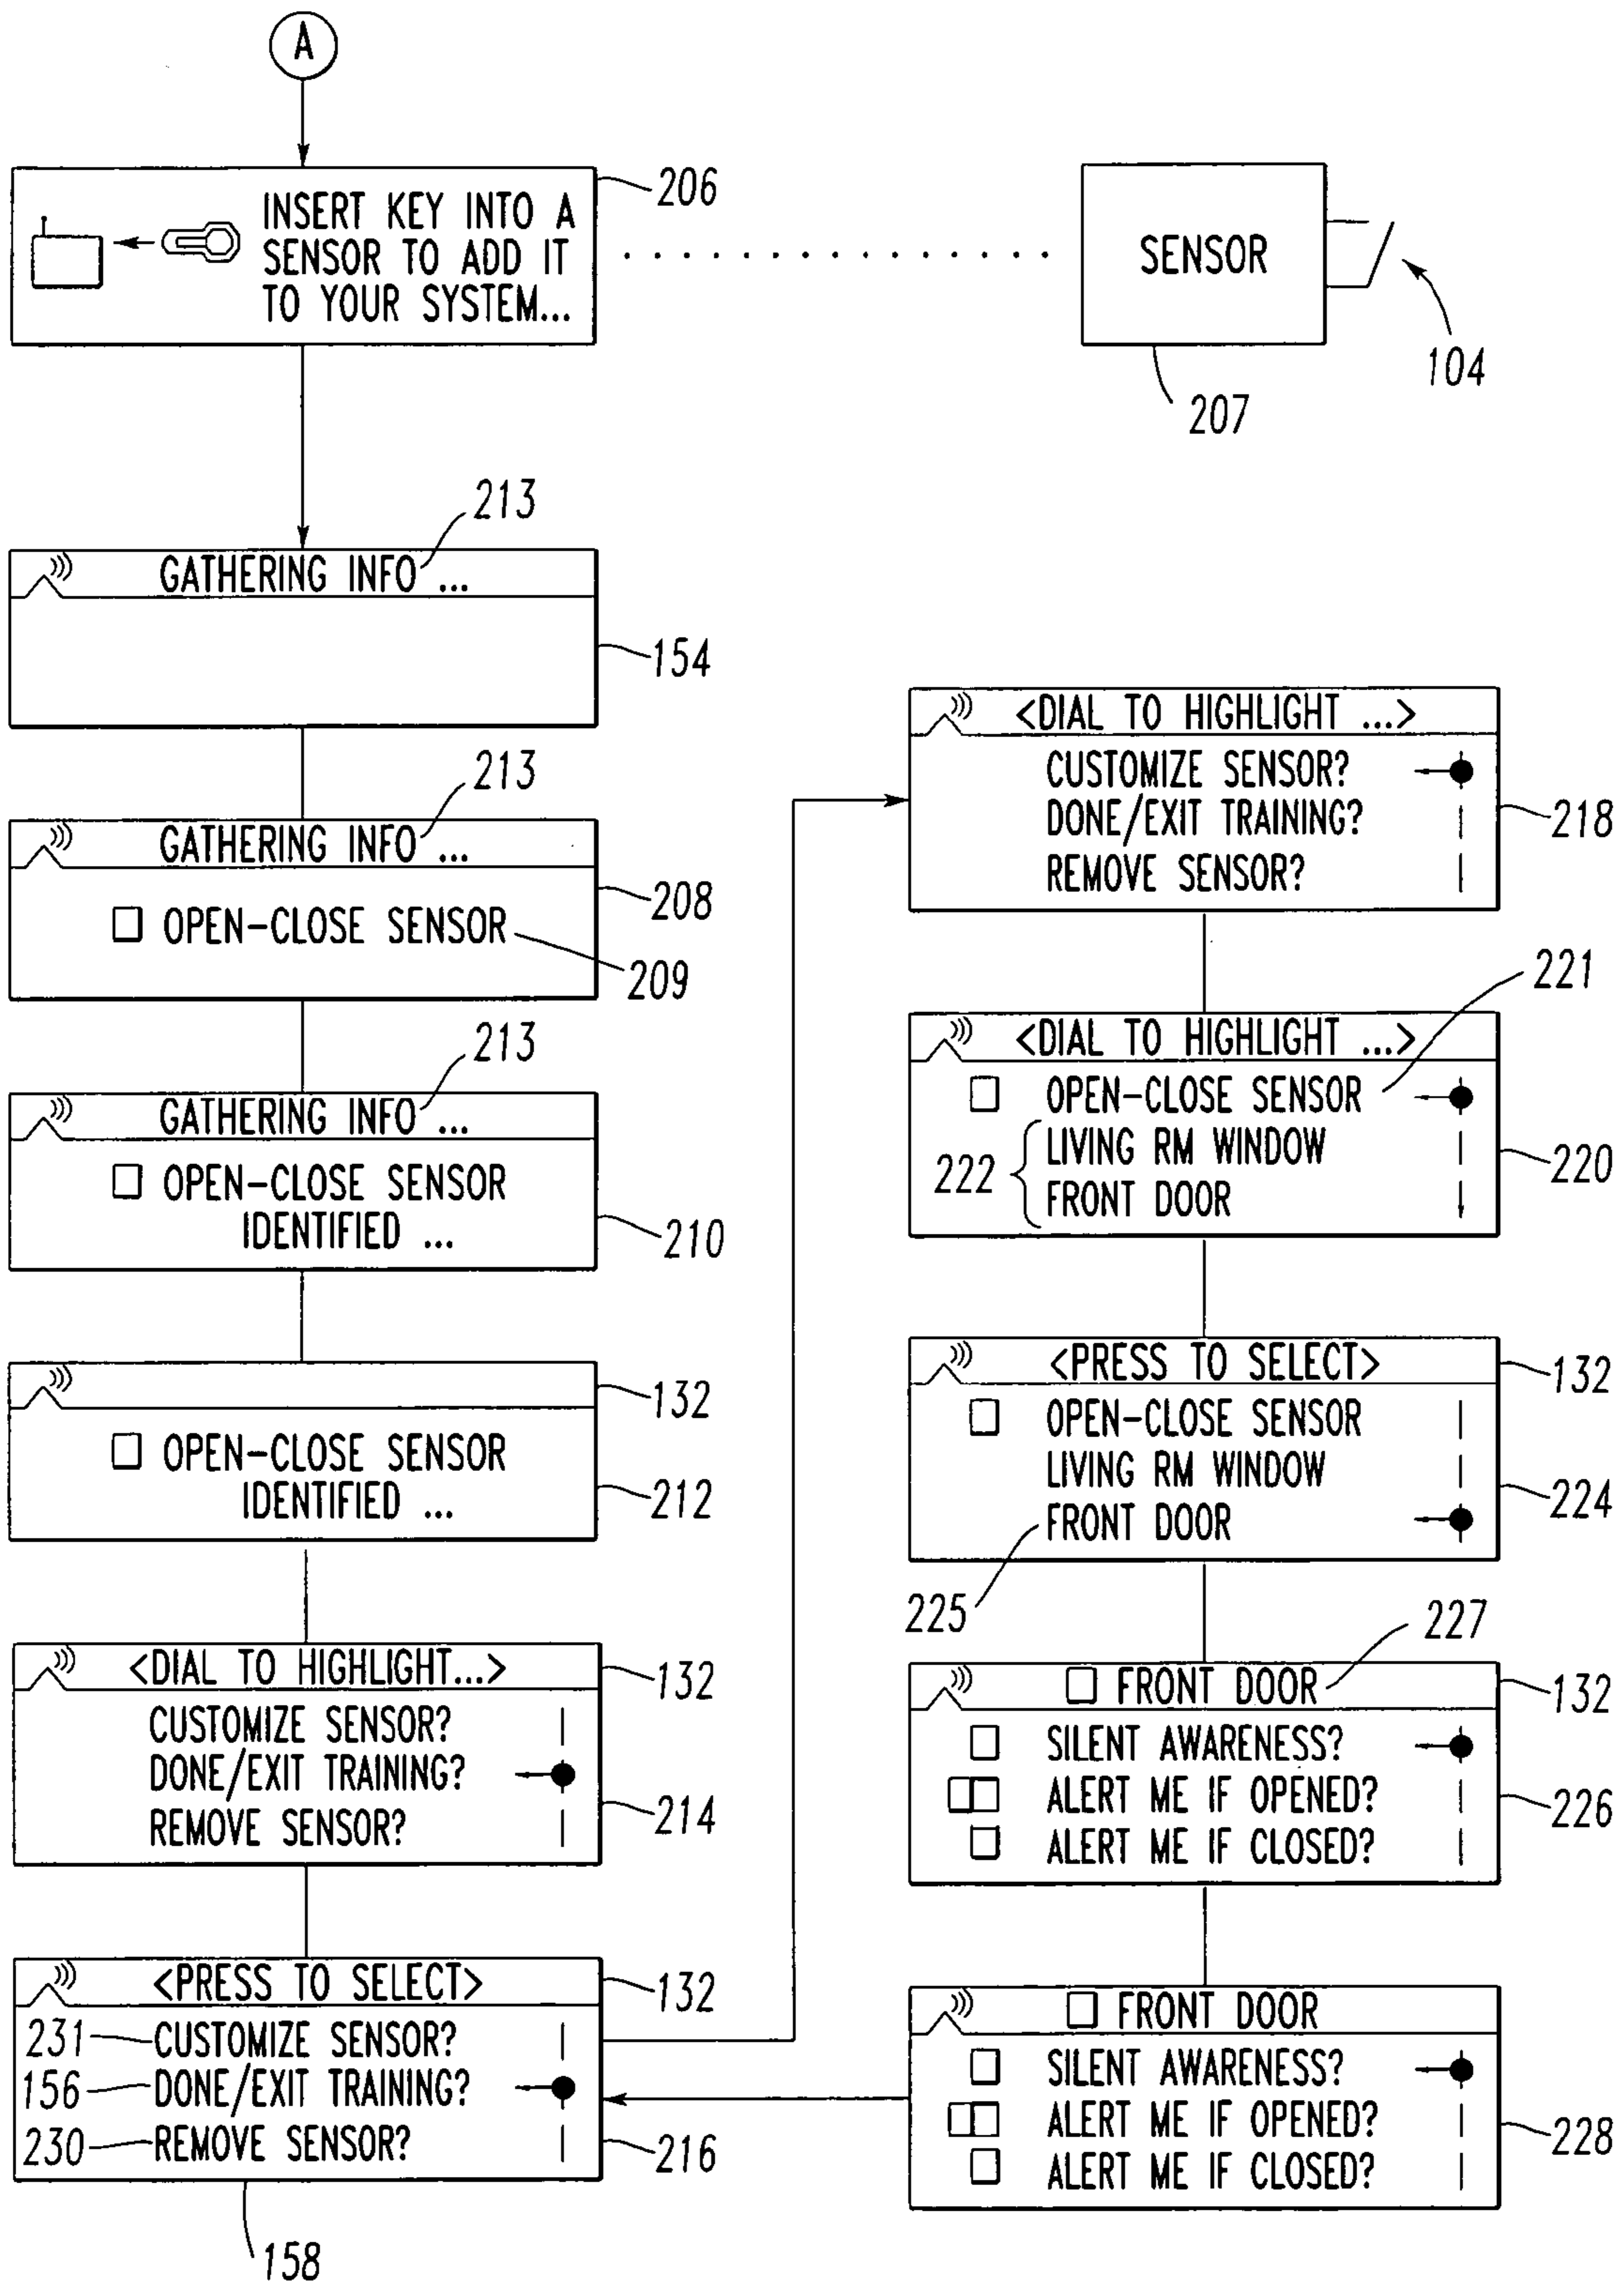 A
INSERT KEY INTO A
SENSOR TO ADD IT
TO YOUR SYSTEM...
206
SENSOR
104
207
213
GATHERING INFO ...
154
213
GATHERING INFO ...
208
OPEN-CLOSE SENSOR
209
213
GATHERING INFO ...
OPEN-CLOSE SENSOR
IDENTIFIED ...
210
132
OPEN-CLOSE SENSOR
IDENTIFIED ...
212
<DIAL TO HIGHLIGHT...>
132
CUSTOMIZE SENSOR?
DONE/EXIT TRAINING?
REMOVE SENSOR?
214
<PRESS TO SELECT>
132
231 CUSTOMIZE SENSOR?
156 DONE/EXIT TRAINING?
230 REMOVE SENSOR?
216
158
<DIAL TO HIGHLIGHT ...>
CUSTOMIZE SENSOR?
DONE/EXIT TRAINING?
218
REMOVE SENSOR?
221
<DIAL TO HIGHLIGHT ...>
OPEN-CLOSE SENSOR
LIVING RM WINDOW
222
220
FRONT DOOR
<PRESS TO SELECT>
132
OPEN-CLOSE SENSOR
LIVING RM WINDOW
224
FRONT DOOR
225
227
FRONT DOOR
132
SILENT AWARENESS?
ALERT ME IF OPENED?
226
ALERT ME IF CLOSED?
FRONT DOOR
SILENT AWARENESS?
ALERT ME IF OPENED?
228
ALERT ME IF CLOSED?